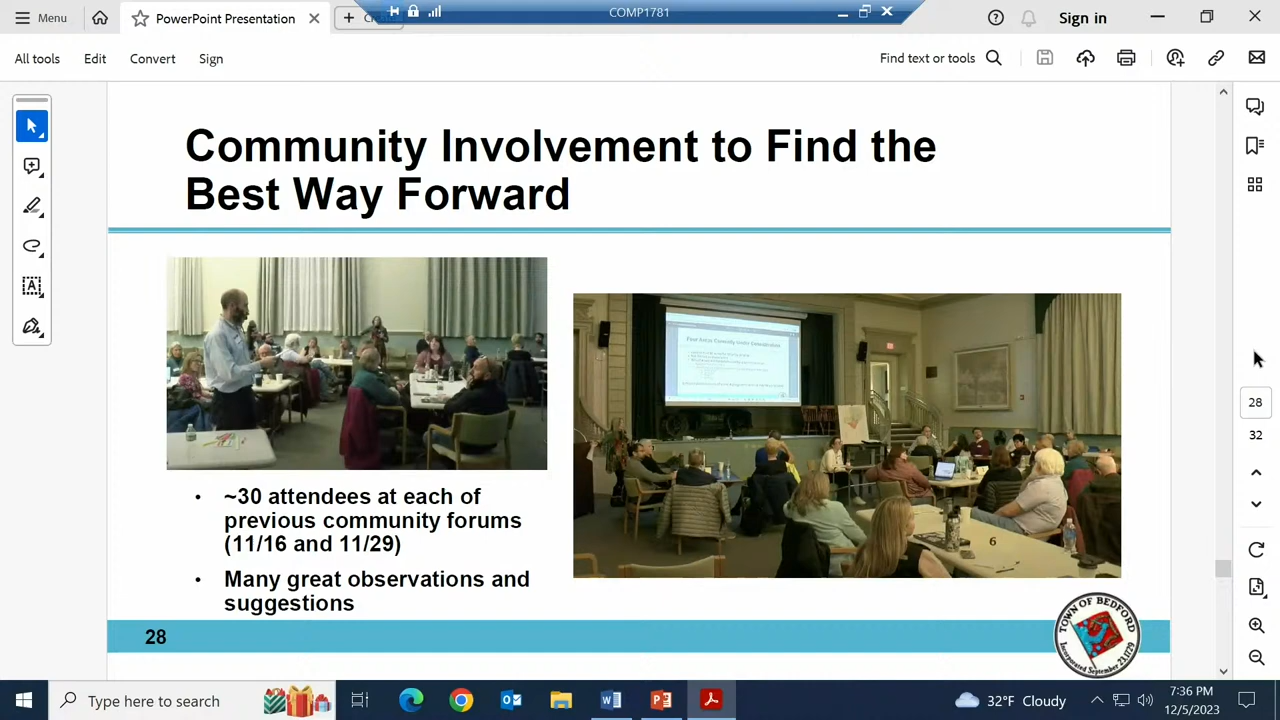 Menu
PowerPoint Presentation
COMP1781
Sign in
All tools
Edit
Convert
Sign
Find text or tools
Community Involvement to Find the
Best Way Forward
~30 attendees at each of
previous community forums
(11/16 and 11/29)
Many great observations and
suggestions
6
28
TOWN OF BEDFORD
28
32
Type here to search
32°F Cloudy
7:36 PM
12/5/2023